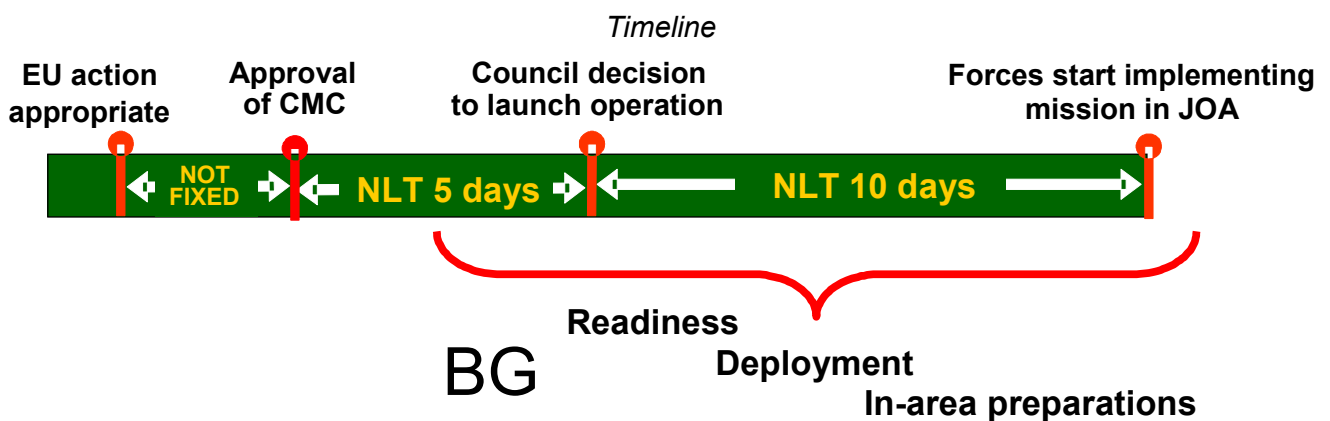 Timeline
EU action
appropriate
Approval
of CMC
Council decision
to launch operation
Forces start implementing
mission in JOA
NOT
FIXED
NLT 5 days
NLT 10 days
Readiness
BG
Deployment
In-area preparations